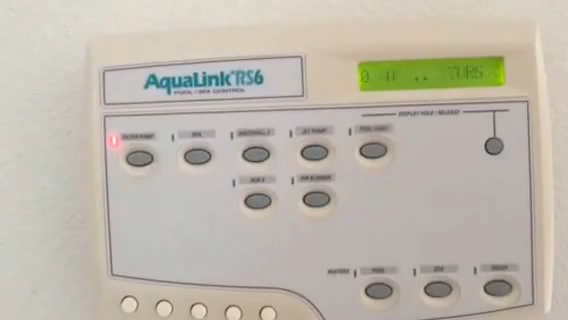 AquaLink RS6
POOL • SPA CONTROL
DISPLAY HOLD / RELEASE
FILTER PUMP
SPA
JET PUMP
POOL LIGHT
AUX 5
AIR BLOWER
HEATERS
POOL
SPA
SOLAR